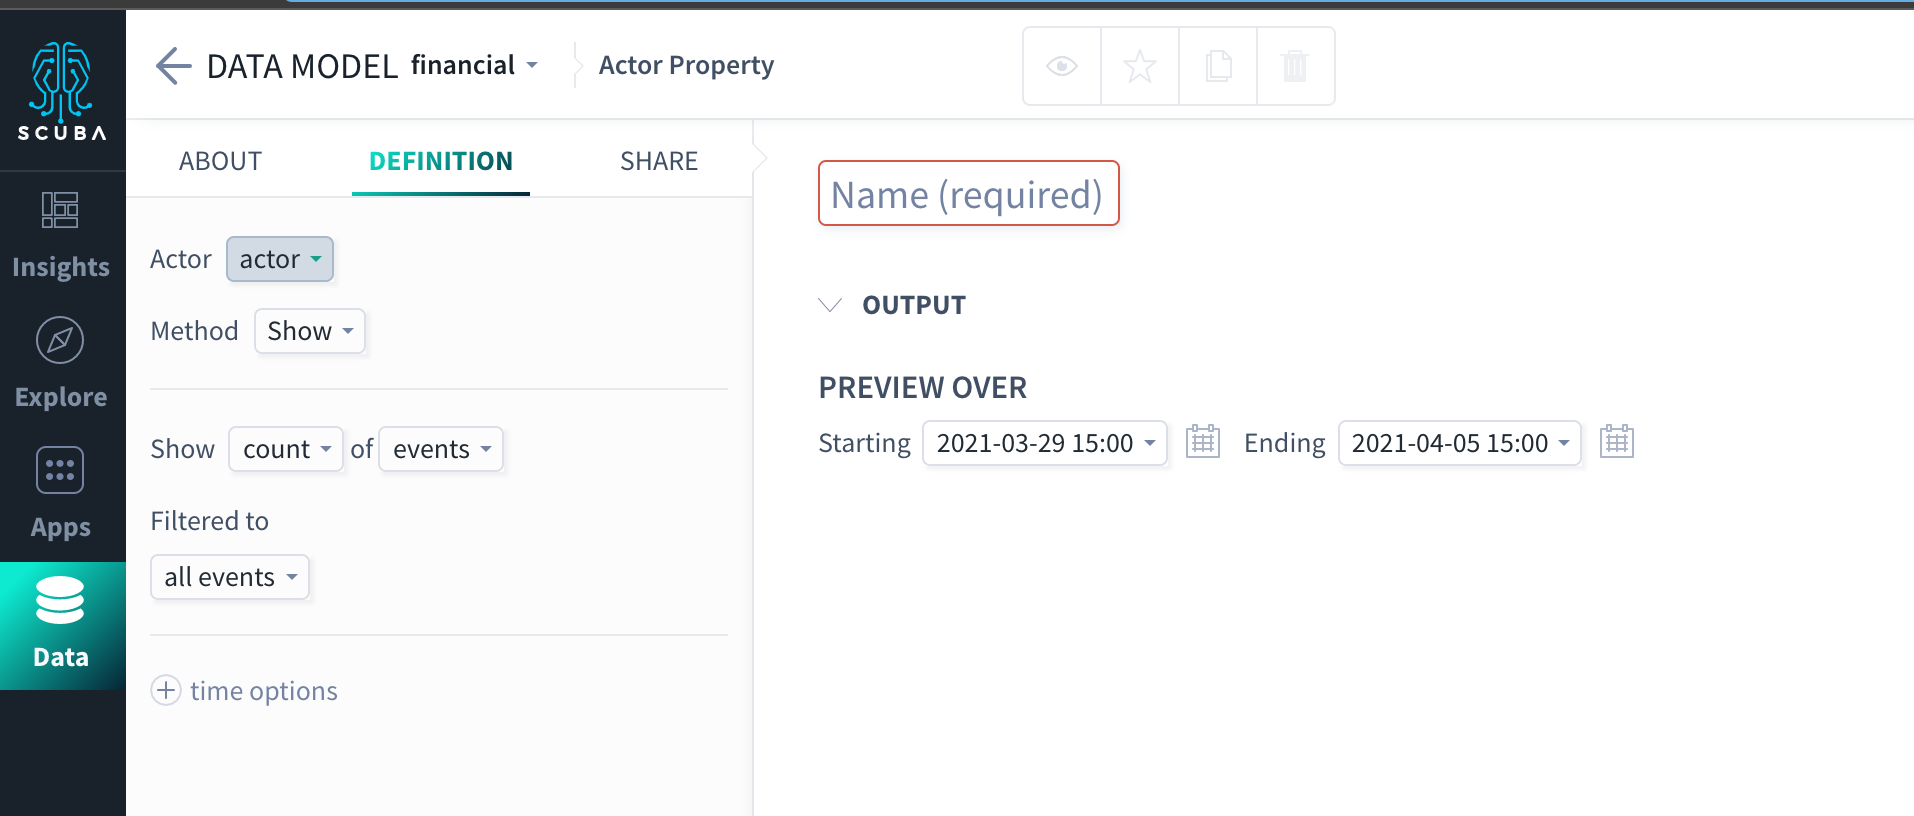 SCUBA
Insights
Explore
Apps
Data
DATA MODEL financial
Actor Property
ABOUT
DEFINITION
SHARE
Actor actor
Method Show
Show count of events
Filtered to
all events
time options
Name (required)
OUTPUT
PREVIEW OVER
Starting 2021-03-29 15:00 Ending 2021-04-05 15:00